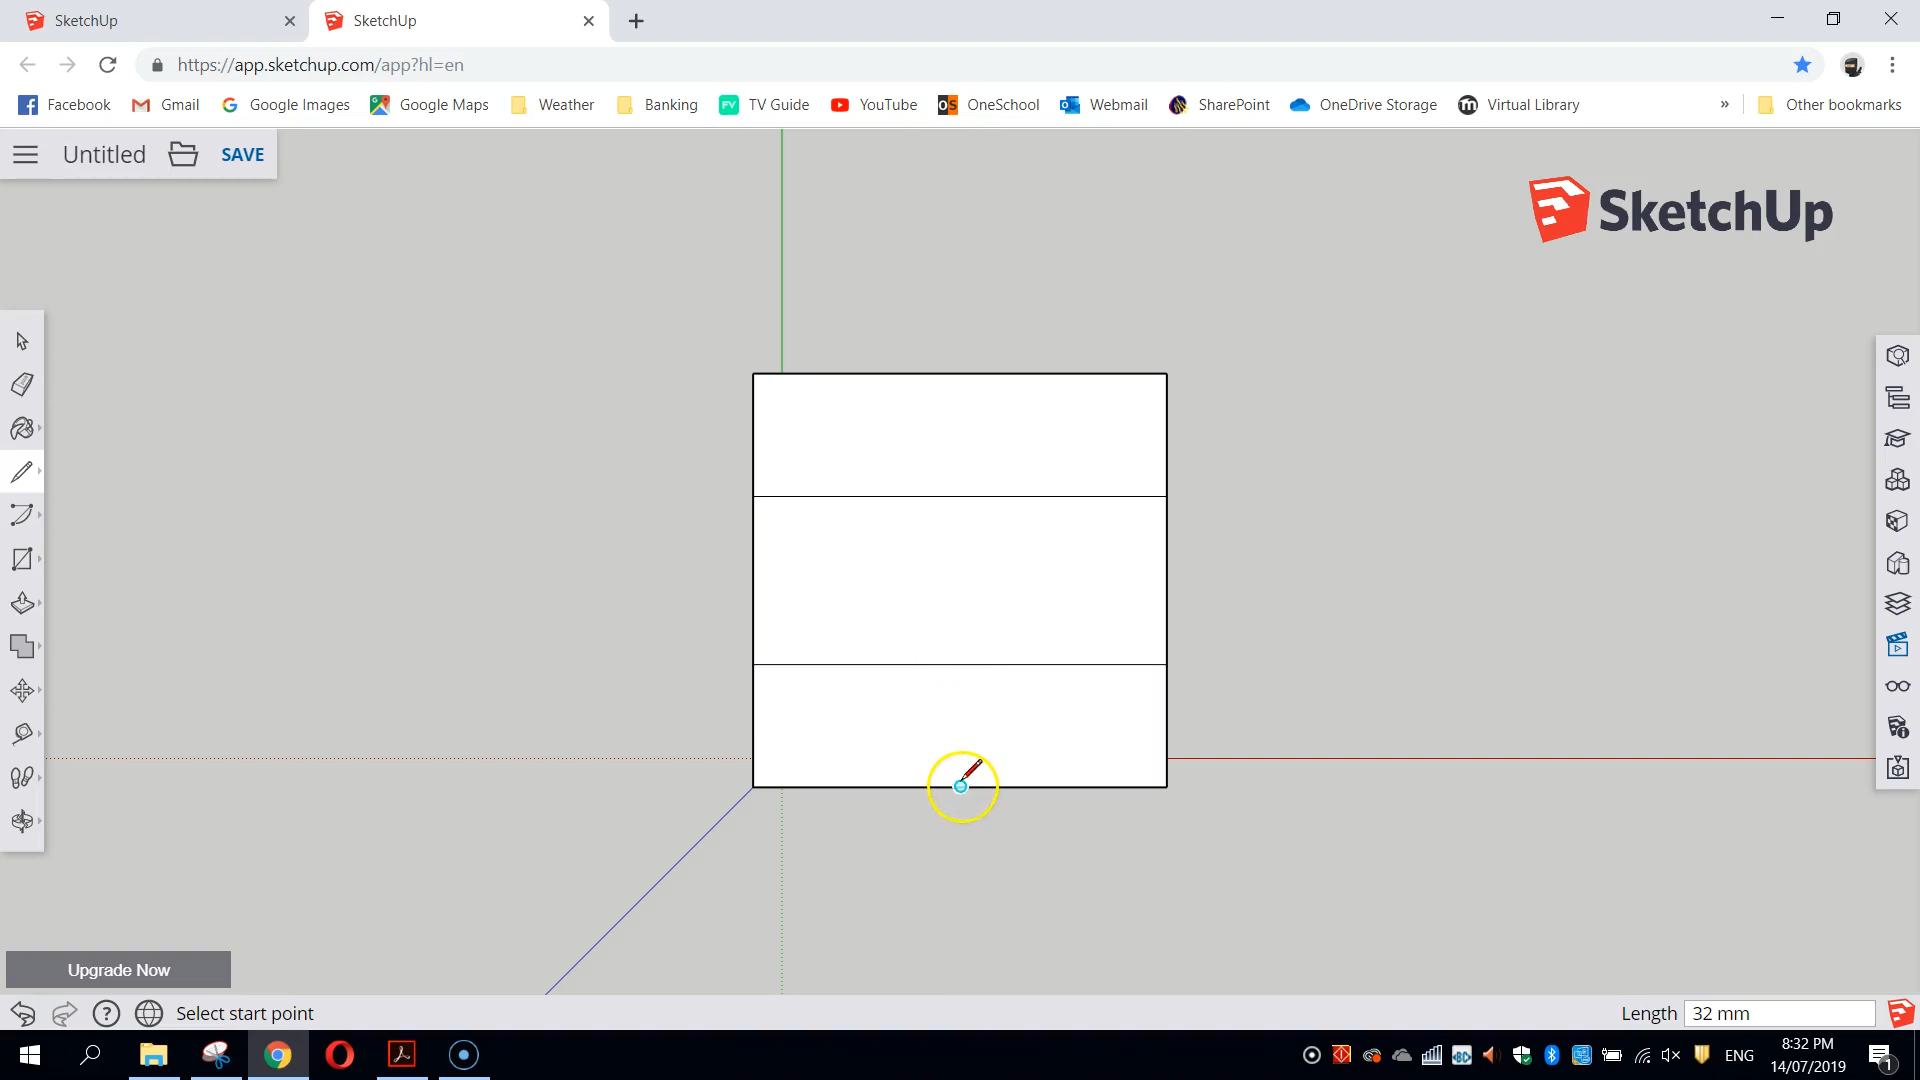 SketchUp
SketchUp
https://app.sketchup.com/app?hl=en
Facebook Gmail Google Images Google Maps Weather Banking TV Guide YouTube OneSchool Webmail SharePoint OneDrive Storage Virtual Library » Other bookmarks
Untitled SAVE
SketchUp
Upgrade Now
Select start point
Length 32 mm
ENG
8:32 PM
14/07/2019
1